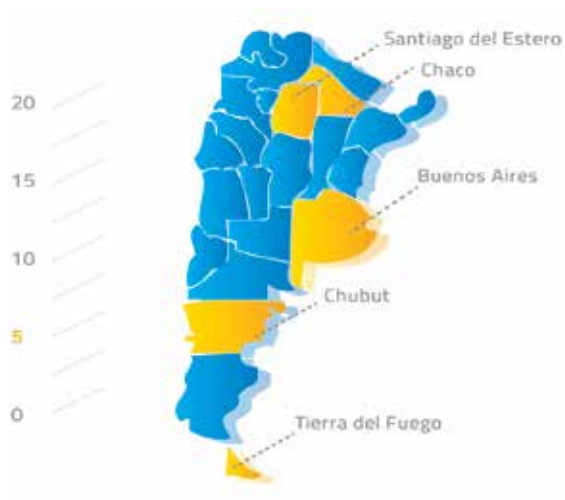 Santiago del Estero
Chaco
20
15
Buenos Aires
10
Chubut
5
0
Tierra del Fuego